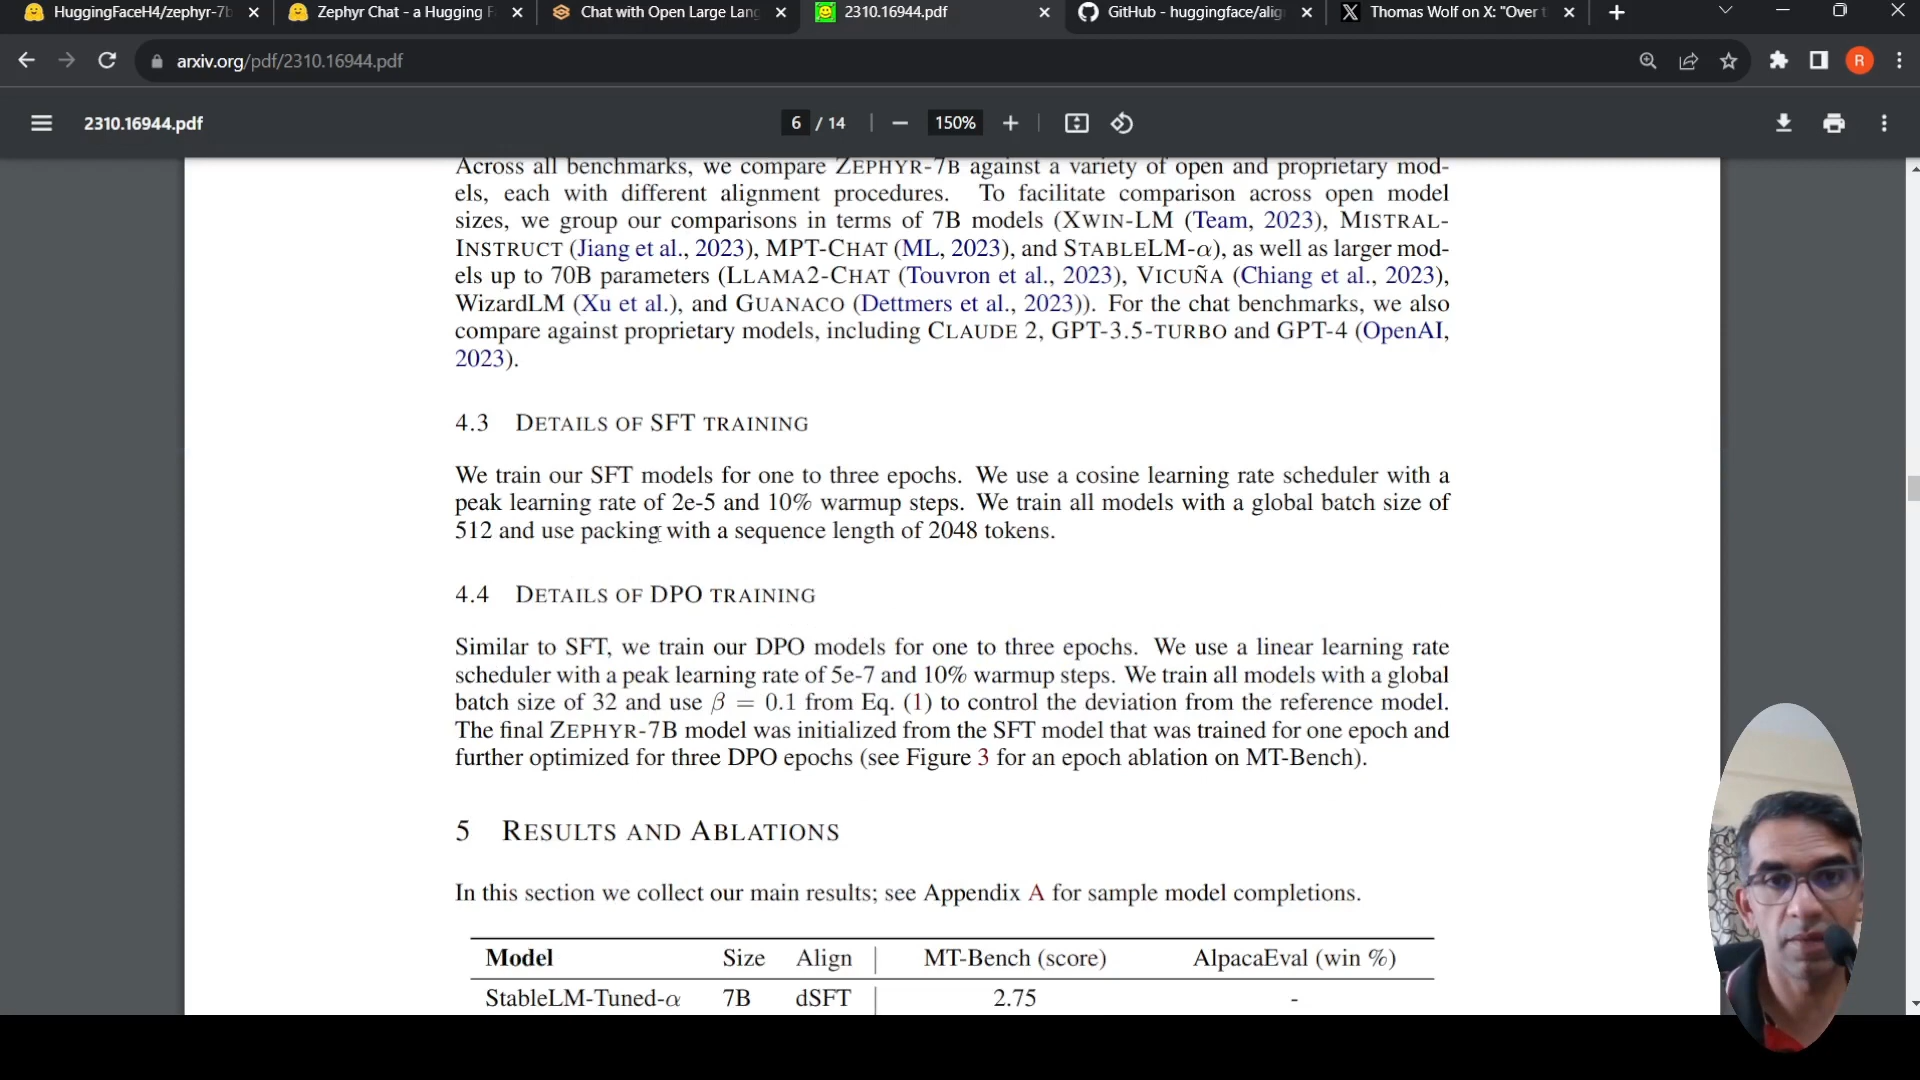 HuggingFaceH4/zephyr-7b
Zephyr Chat - a Hugging F
Chat with Open Large Lang
2310.16944.pdf
GitHub - huggingface/alig
Thomas Wolf on X: "Over t
arxiv.org/pdf/2310.16944.pdf
R
2310.16944.pdf
6 / 14
150%
Across all benchmarks, we compare ZEPHYR-7B against a variety of open and proprietary mod-
els, each with different alignment procedures. To facilitate comparison across open model
sizes, we group our comparisons in terms of 7B models (XWIN-LM (Team, 2023), MISTRAL-
INSTRUCT (Jiang et al., 2023), MPT-CHAT (ML, 2023), and STABLELM-α), as well as larger mod-
els up to 70B parameters (LLAMA2-CHAT (Touvron et al., 2023), VICUÑA (Chiang et al., 2023),
WizardLM (Xu et al.), and GUANACO (Dettmers et al., 2023)). For the chat benchmarks, we also
compare against proprietary models, including CLAUDE 2, GPT-3.5-TURBO and GPT-4 (OpenAI,
2023).
4.3 DETAILS OF SFT TRAINING
We train our SFT models for one to three epochs. We use a cosine learning rate scheduler with a
peak learning rate of 2e-5 and 10% warmup steps. We train all models with a global batch size of
512 and use packing with a sequence length of 2048 tokens.
4.4 DETAILS OF DPO TRAINING
Similar to SFT, we train our DPO models for one to three epochs. We use a linear learning rate
scheduler with a peak learning rate of 5e-7 and 10% warmup steps. We train all models with a global
batch size of 32 and use β = 0.1 from Eq. (1) to control the deviation from the reference model.
The final ZEPHYR-7B model was initialized from the SFT model that was trained for one epoch and
further optimized for three DPO epochs (see Figure 3 for an epoch ablation on MT-Bench).
5 RESULTS AND ABLATIONS
In this section we collect our main results; see Appendix A for sample model completions.
Model Size Align MT-Bench (score) AlpacaEval (win %)
StableLM-Tuned-α 7B dSFT 2.75 -